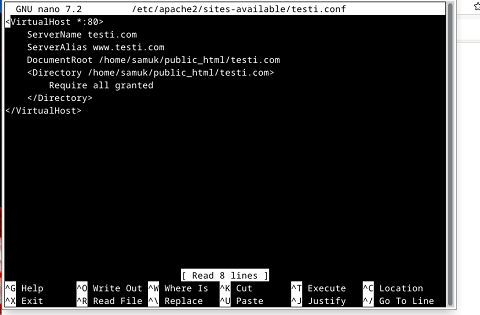 GNU nano 7.2 /etc/apache2/sites-available/testi.conf
<VirtualHost *:80>
    ServerName testi.com
    ServerAlias www.testi.com
    DocumentRoot /home/samuk/public_html/testi.com
    <Directory /home/samuk/public_html/testi.com>
        Require all granted
    </Directory>
</VirtualHost>
[ Read 8 lines ]
^G Help ^O Write Out ^W Where Is ^K Cut ^T Execute ^C Location
^X Exit ^R Read File ^\ Replace ^U Paste ^J Justify ^/ Go To Line